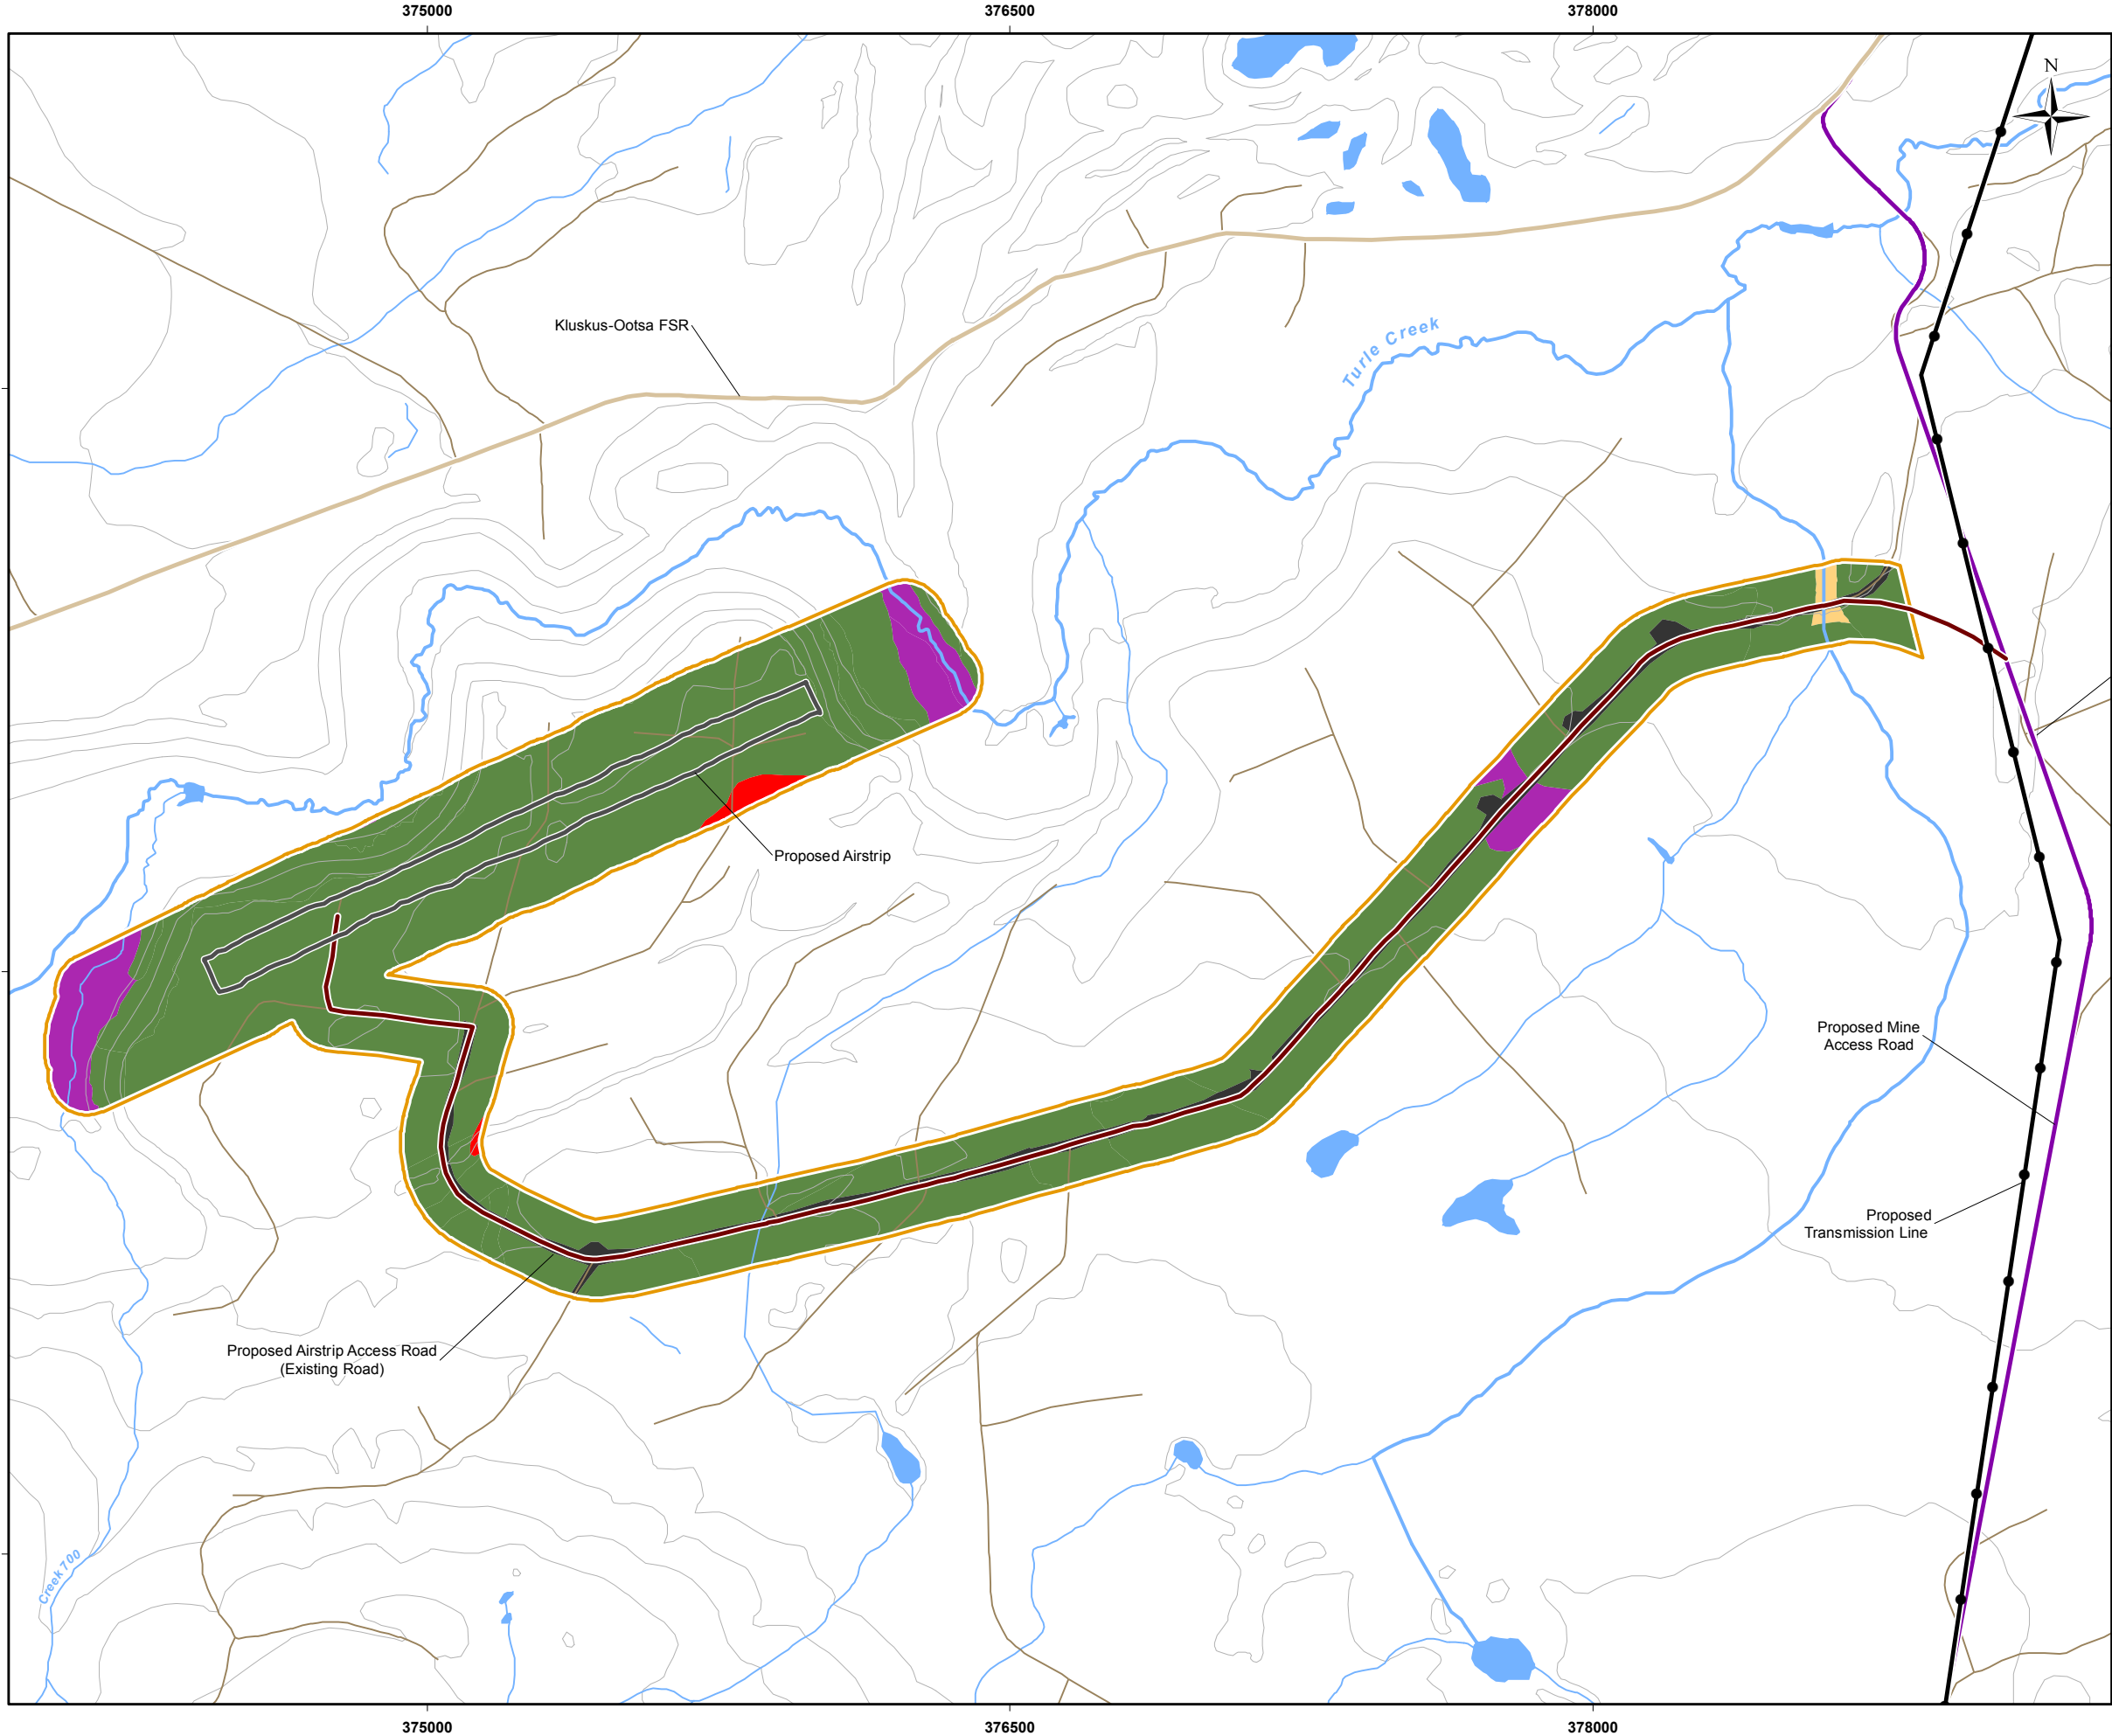 375000
376500
378000
N
Kluskus-Ootsa FSR
Turle Creek
Proposed Airstrip
Proposed Mine
Access Road
Proposed
Transmission Line
Proposed Airstrip Access Road
(Existing Road)
Creek 700
375000
376500
378000